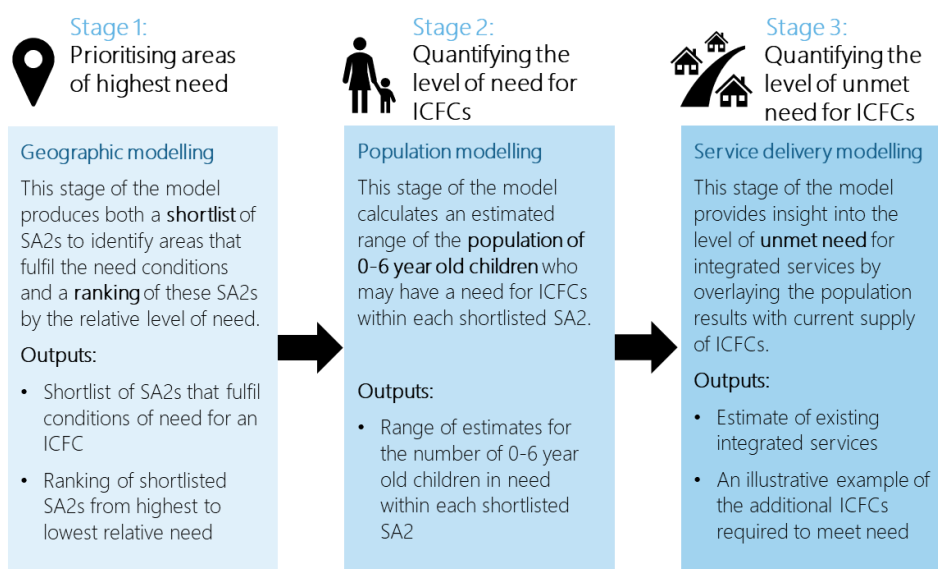 Stage 1:
Prioritising areas
of highest need
Geographic modelling
This stage of the model
produces both a shortlist of
SA2s to identify areas that
fulfil the need conditions
and a ranking of these SA2s
by the relative level of need.
Outputs:
• Shortlist of SA2s that fulfil
conditions of need for an
ICFC
• Ranking of shortlisted
SA2s from highest to
lowest relative need
Stage 2:
Quantifying the
level of need for
ICFCs
Population modelling
This stage of the model
calculates an estimated
range of the population of
0-6 year old children who
may have a need for ICFCs
within each shortlisted SA2.
Outputs:
• Range of estimates for
the number of 0-6 year
old children in need
within each shortlisted
SA2
Stage 3:
Quantifying the
level of unmet
need for ICFCs
Service delivery modelling
This stage of the model
provides insight into the
level of unmet need for
integrated services by
overlaying the population
results with current supply
of ICFCs.
Outputs:
• Estimate of existing
integrated services
• An illustrative example of
the additional ICFCs
required to meet need